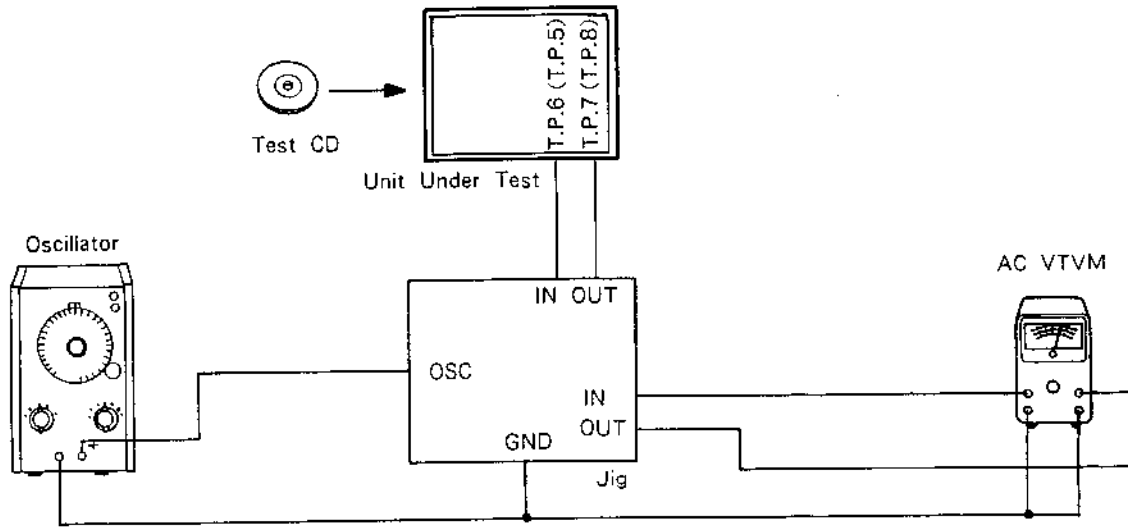 T.P.6 (T.P.5)
T.P.7 (T.P.8)
Test CD
Unit Under Test
Oscillator
AC VTVM
IN OUT
OSC
IN
OUT
GND
Jig